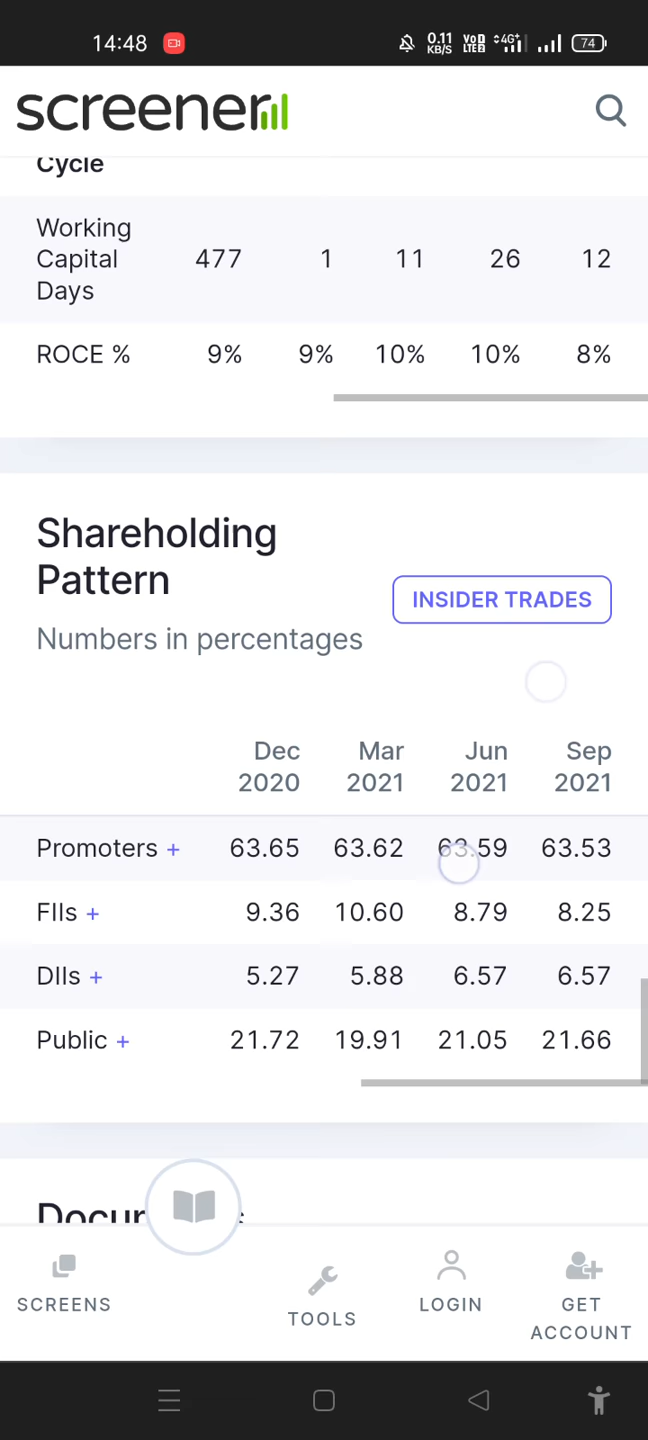 14:48 0.11 KB/S VoD LTE2 4G+ 74
screener
Cycle
Working Capital Days 477 1 11 26 12
ROCE % 9% 9% 10% 10% 8%
Shareholding
Pattern
INSIDER TRADES
Numbers in percentages
Dec 2020 Mar 2021 Jun 2021 Sep 2021
Promoters + 63.65 63.62 63.59 63.53
FIIs + 9.36 10.60 8.79 8.25
DIIs + 5.27 5.88 6.57 6.57
Public + 21.72 19.91 21.05 21.66
SCREENS
TOOLS
LOGIN
GET
ACCOUNT